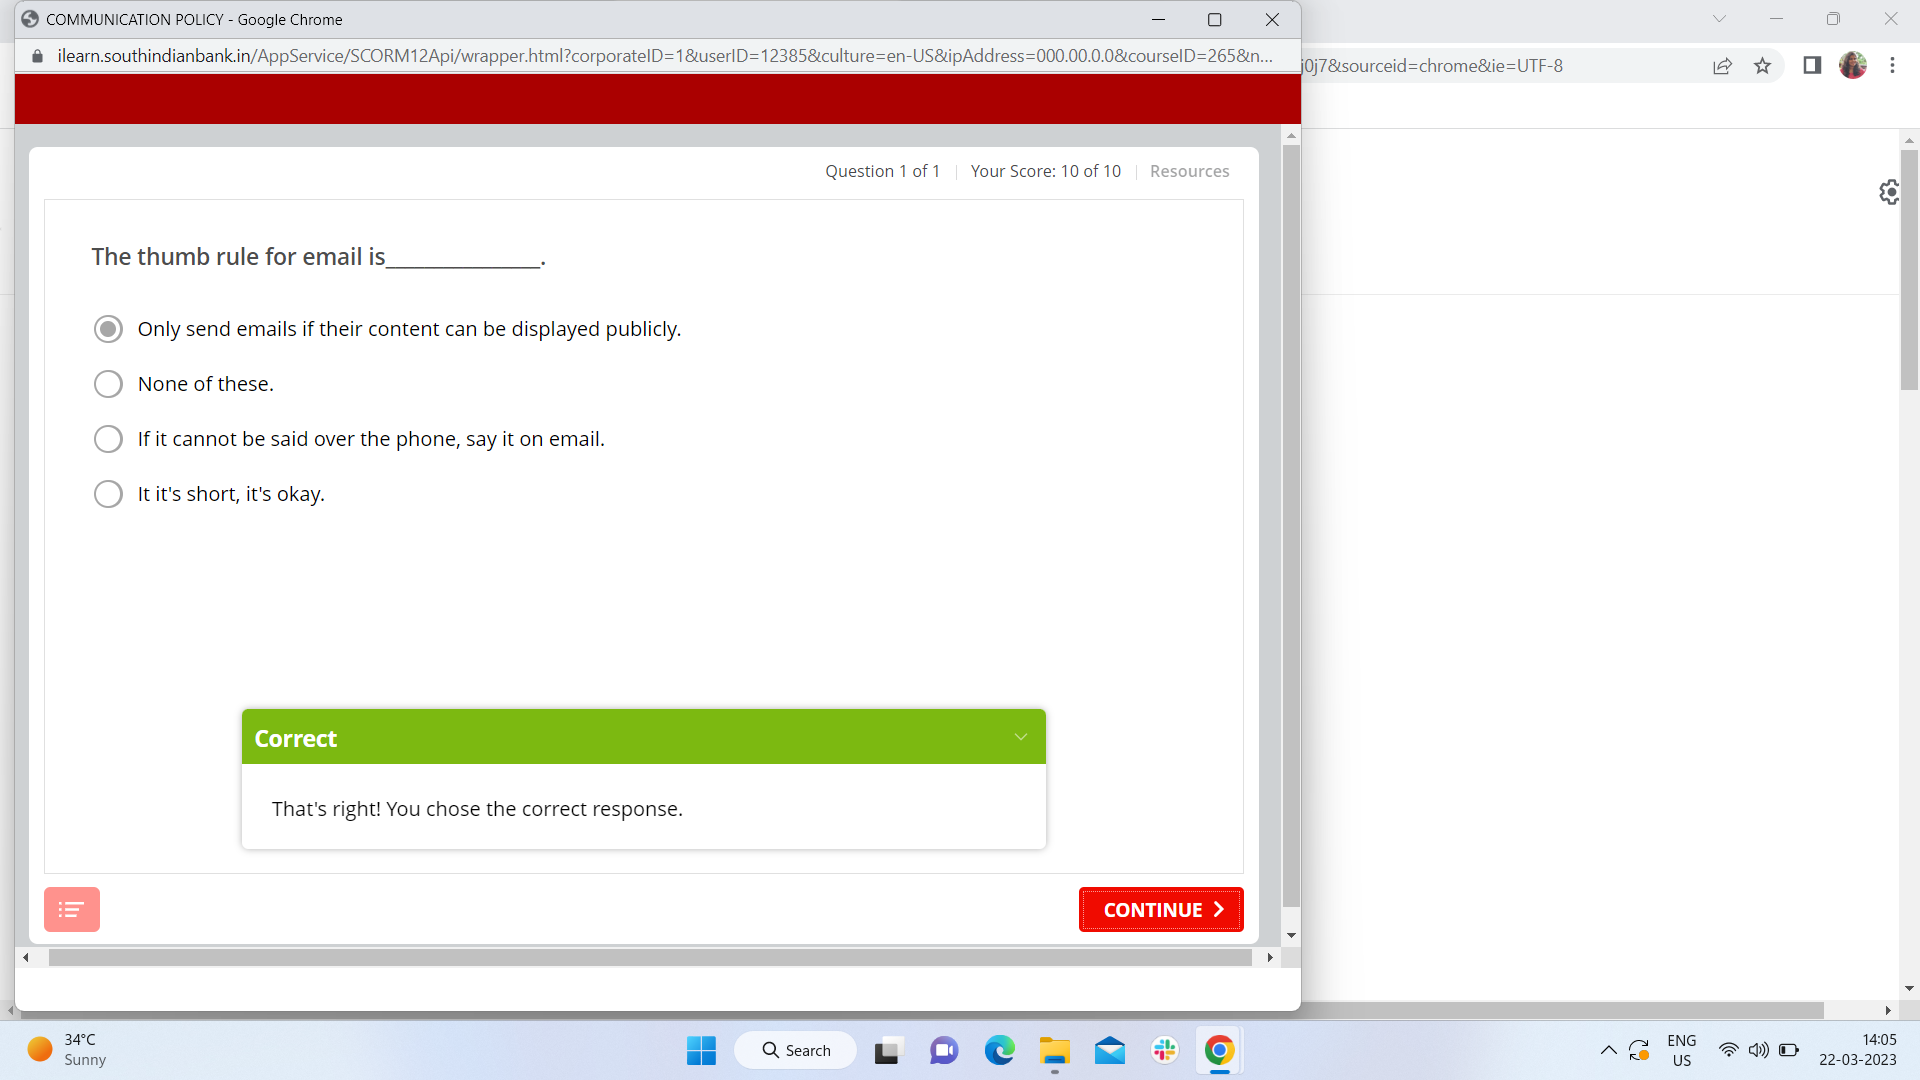 COMMUNICATION POLICY - Google Chrome
ilearn.southindianbank.in/AppService/SCORM12Api/wrapper.html?corporateID=1&userID=12385&culture=en-US&ipAddress=000.00.0.0&courseID=265&n...
j0j7&sourceid=chrome&ie=UTF-8
Question 1 of 1 | Your Score: 10 of 10 | Resources
The thumb rule for email is______________.
Only send emails if their content can be displayed publicly.
None of these.
If it cannot be said over the phone, say it on email.
It it's short, it's okay.
Correct
That's right! You chose the correct response.
CONTINUE
34°C
Sunny
Search
ENG
US
14:05
22-03-2023